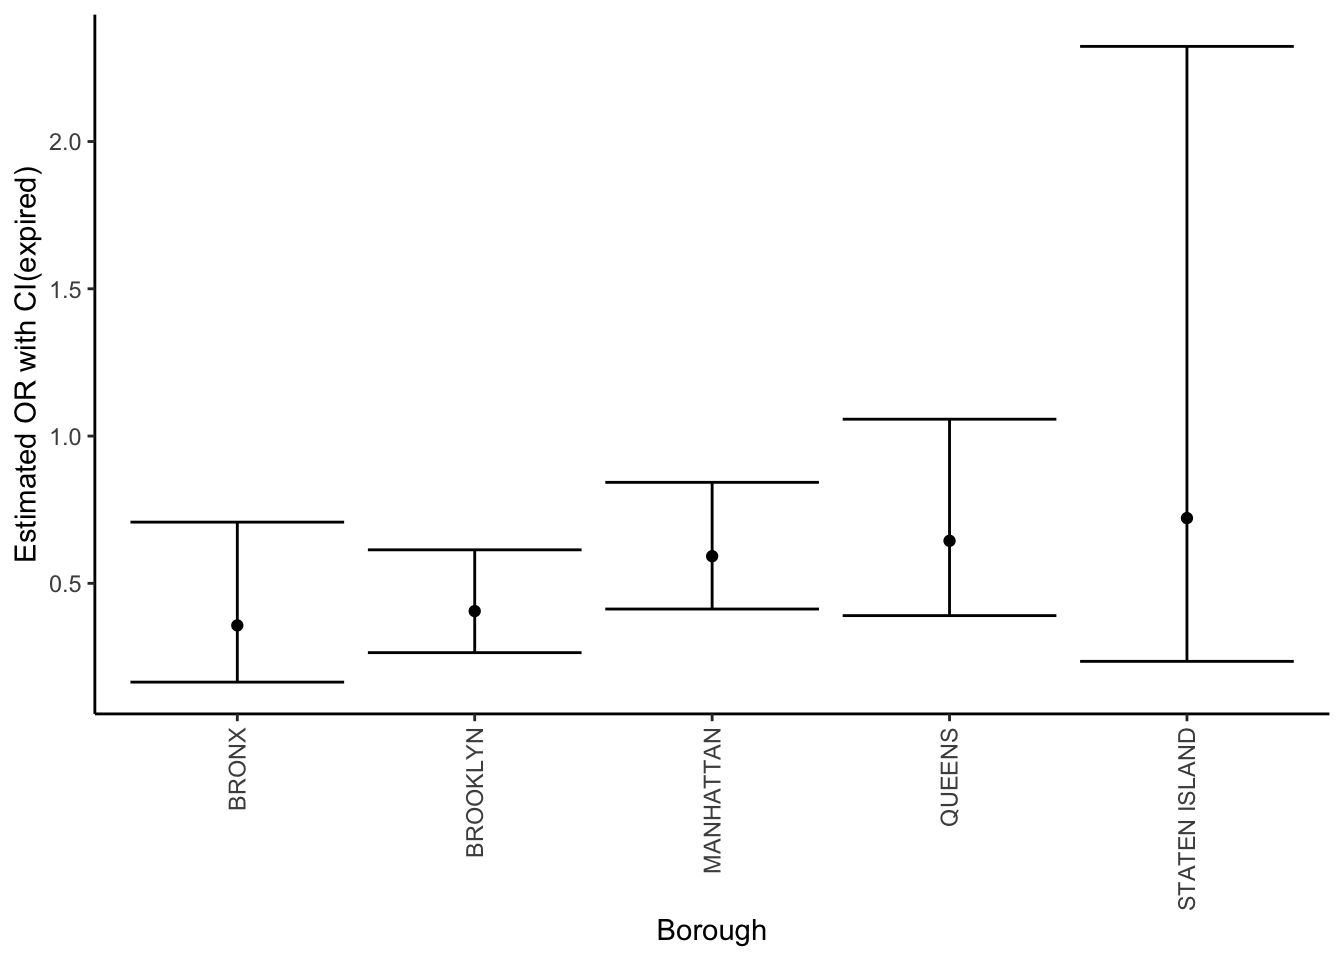 Estimated OR with CI(expired)
2.0
1.5
1.0
0.5
BRONX
BROOKLYN
MANHATTAN
QUEENS
STATEN ISLAND
Borough